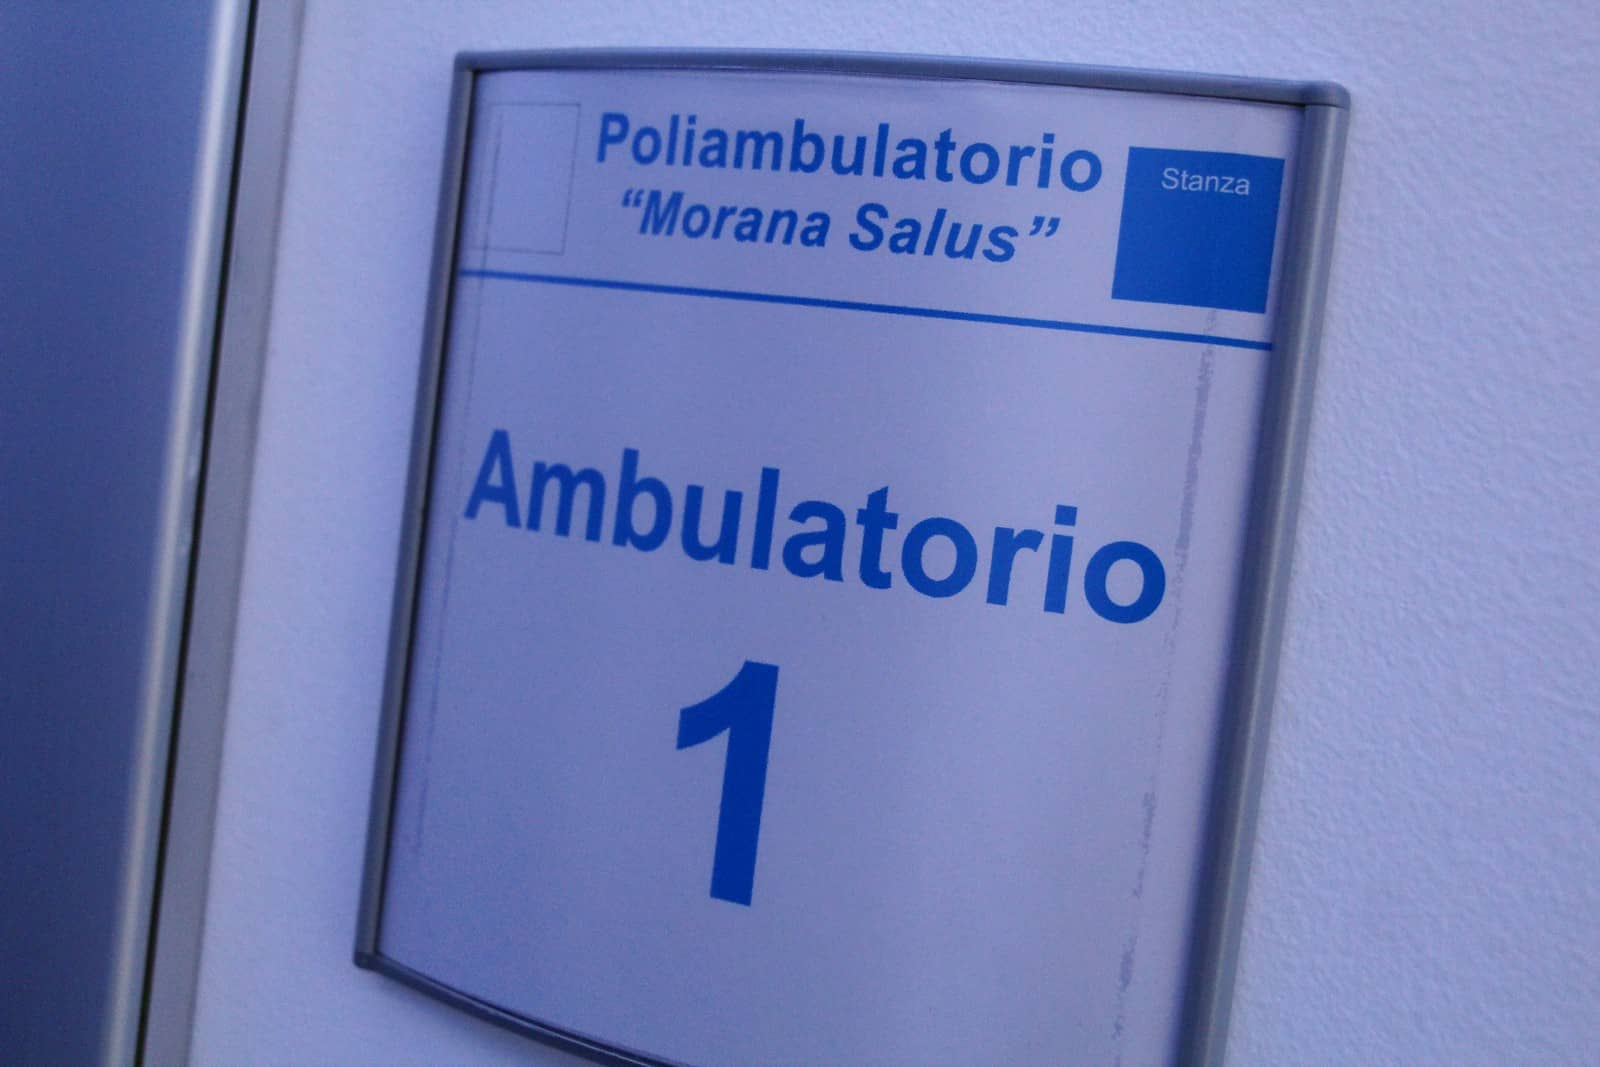 Poliambulatorio
“Morana Salus”
Stanza
Ambulatorio
1